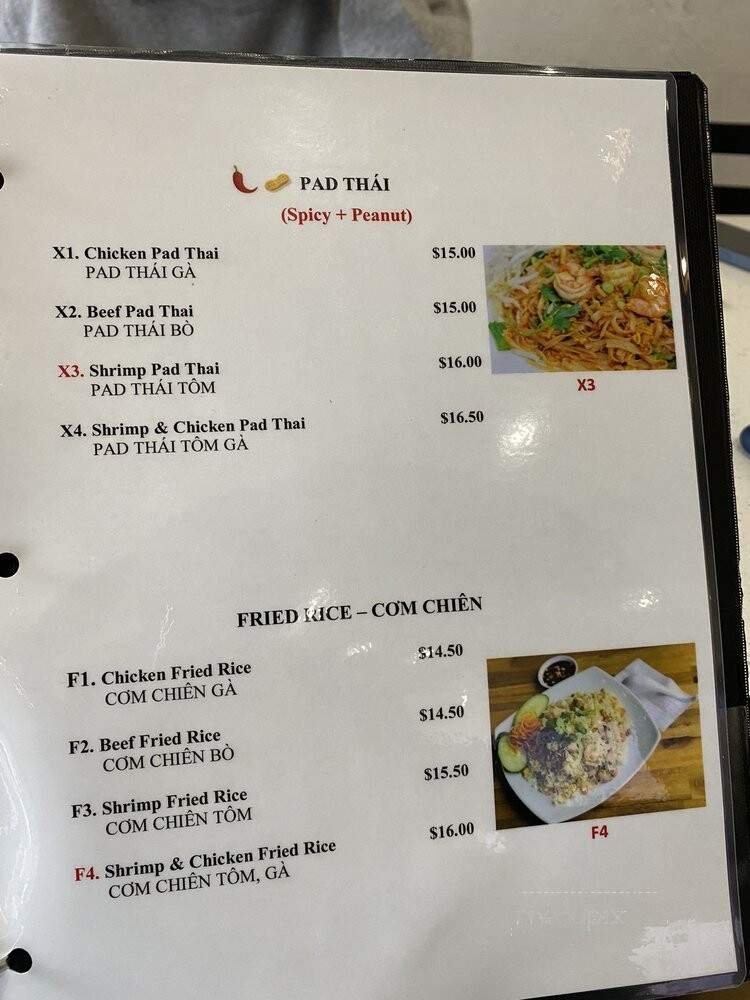 PAD THÁI
(Spicy + Peanut)
X1. Chicken Pad Thai $15.00
PAD THÁI GÀ
X2. Beef Pad Thai $15.00
PAD THÁI BÒ
X3. Shrimp Pad Thai $16.00
PAD THÁI TÔM
X4. Shrimp & Chicken Pad Thai $16.50
PAD THÁI TÔM GÀ
X3
FRIED RICE – CƠM CHIÊN
F1. Chicken Fried Rice $14.50
CƠM CHIÊN GÀ
F2. Beef Fried Rice $14.50
CƠM CHIÊN BÒ
F3. Shrimp Fried Rice $15.50
CƠM CHIÊN TÔM
F4. Shrimp & Chicken Fried Rice $16.00
CƠM CHIÊN TÔM, GÀ
F4